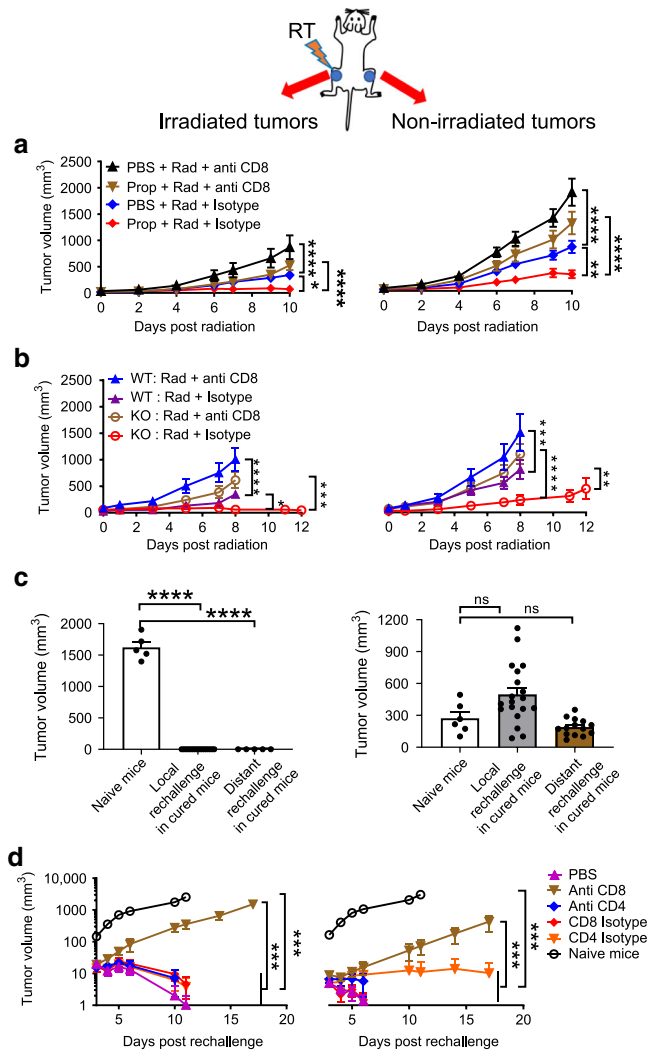 RT
Irradiated tumors
Non-irradiated tumors
a
Tumor volume (mm3)
2500
2000
1500
1000
500
0
0 2 4 6 8 10
Days post radiation
PBS + Rad + anti CD8
Prop + Rad + anti CD8
PBS + Rad + Isotype
Prop + Rad + Isotype
****
*
****
0 2 4 6 8 10
Days post radiation
****
**
****
b
Tumor volume (mm3)
2500
2000
1500
1000
500
0
0 2 4 6 8 10 12
Days post radiation
WT: Rad + anti CD8
WT : Rad + Isotype
KO : Rad + anti CD8
KO : Rad + Isotype
****
*
***
0 2 4 6 8 10 12
Days post radiation
***
****
**
c
Tumor volume (mm3)
1500
1000
500
0
****
****
Naive mice
Local rechallenge in cured mice
Distant rechallenge in cured mice
Tumor volume (mm3)
1200
900
600
300
0
ns
ns
Naive mice
Local rechallenge in cured mice
Distant rechallenge in cured mice
d
Tumor volume (mm3)
10,000
1000
100
10
1
5 10 15 20
Days post rechallenge
***
***
5 10 15 20
Days post rechallenge
***
***
PBS
Anti CD8
Anti CD4
CD8 Isotype
CD4 Isotype
Naive mice